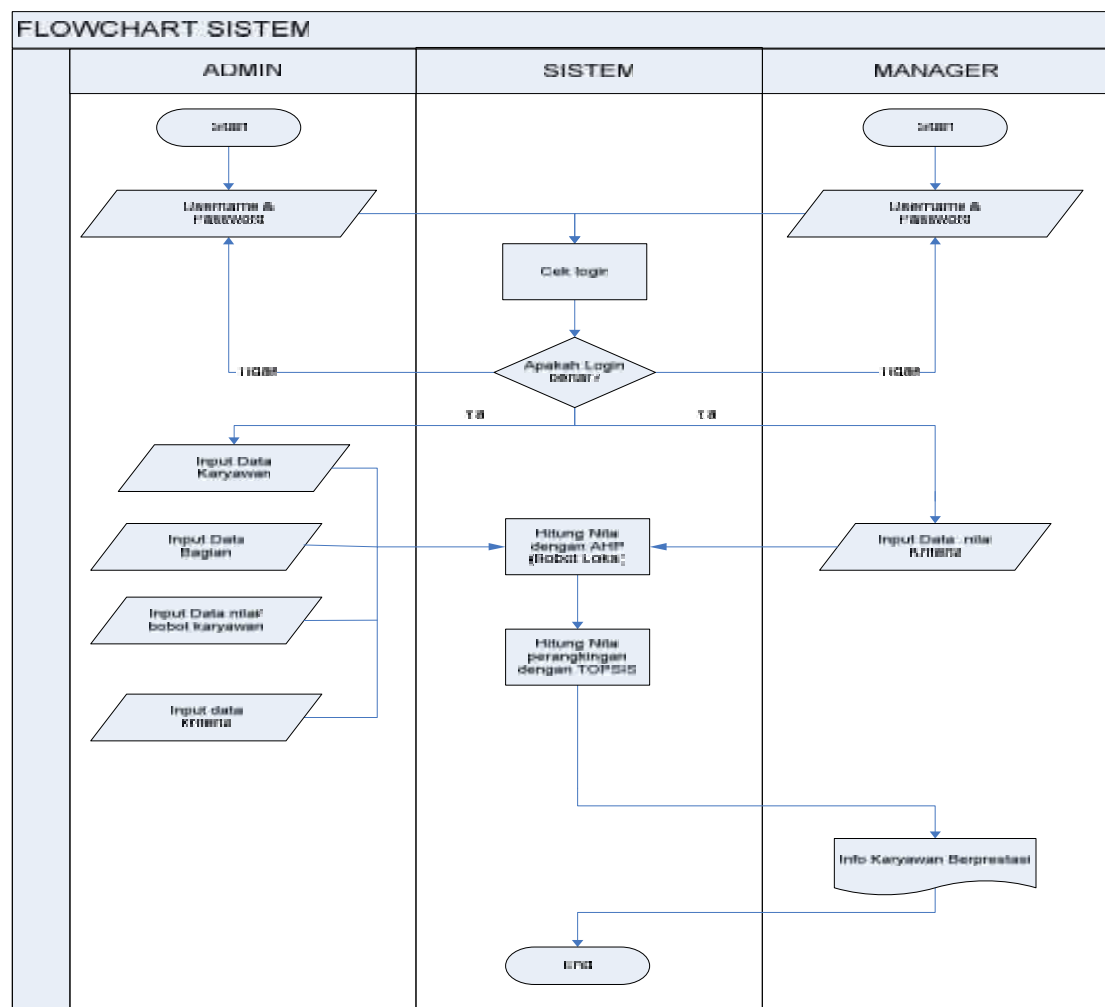 FLOWCHART SISTEM
ADMIN
SISTEM
MANAGER
Start
Start
Username &
Password
Username &
Password
Cek login
Apakah Login
benar?
Tidak
Tidak
Ya
Ya
Input Data
Karyawan
Input Data
Bagian
Hitung Nilai
dengan AHP
(Bobot Lokal)
Input Data nilai
Kriteria
Input Data nilai/
bobot karyawan
Hitung Nilai
perangkingan
dengan TOPSIS
Input data
kriteria
Info Karyawan Berprestasi
End